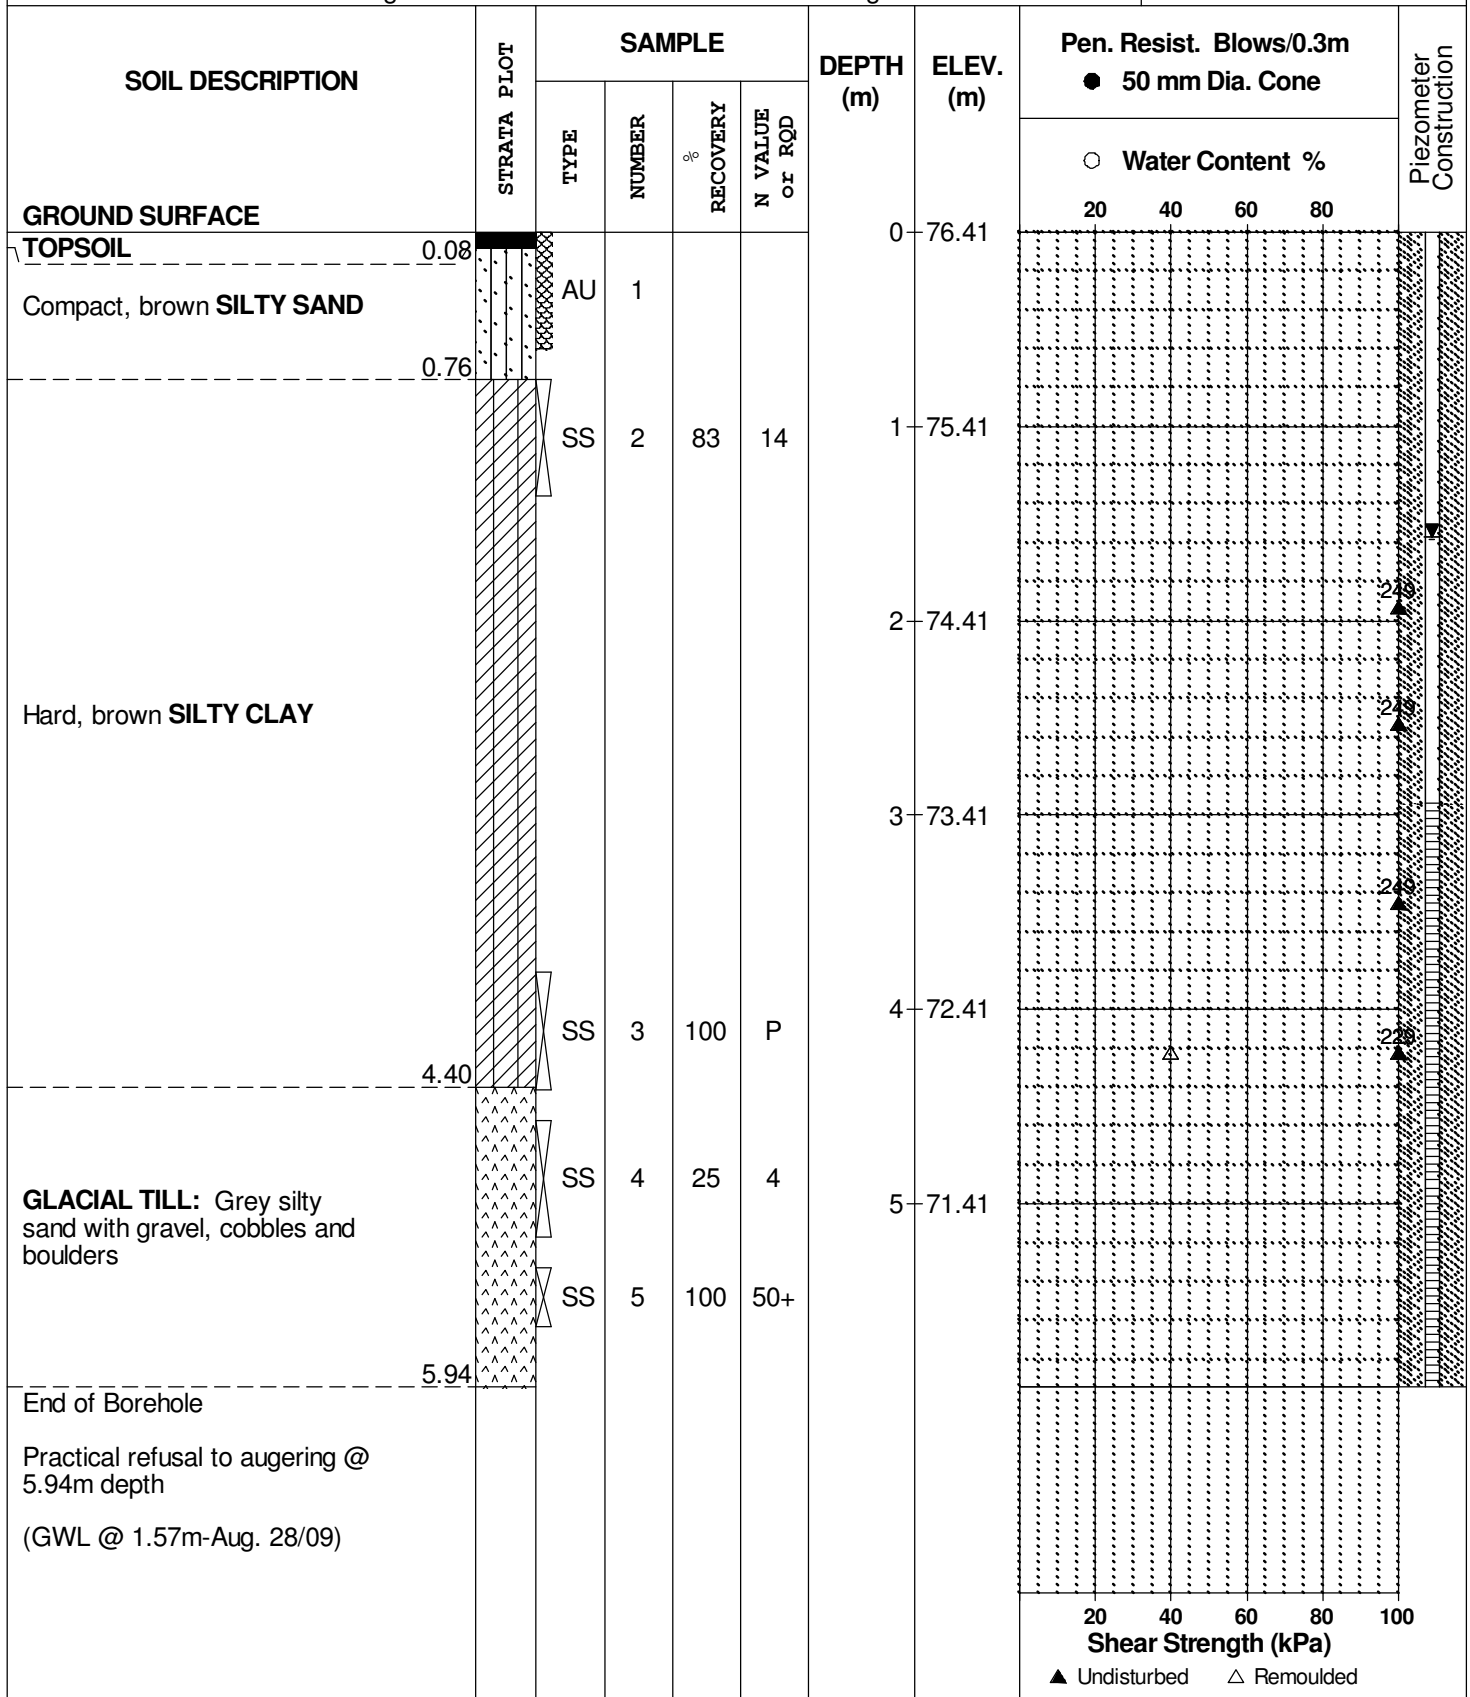 SOIL DESCRIPTION
STRATA PLOT
SAMPLE
TYPE
NUMBER
% RECOVERY
N VALUE or RQD
DEPTH (m)
ELEV. (m)
Pen. Resist. Blows/0.3m
● 50 mm Dia. Cone
○ Water Content %
20 40 60 80
Piezometer Construction
GROUND SURFACE
0 76.41
TOPSOIL 0.08
AU 1
Compact, brown SILTY SAND
0.76
SS 2 83 14
1 75.41
249
2 74.41
249
Hard, brown SILTY CLAY
3 73.41
249
4 72.41
SS 3 100 P
229
4.40
SS 4 25 4
GLACIAL TILL: Grey silty
sand with gravel, cobbles and
boulders
5 71.41
SS 5 100 50+
5.94
End of Borehole
Practical refusal to augering @
5.94m depth
(GWL @ 1.57m-Aug. 28/09)
20 40 60 80 100
Shear Strength (kPa)
▲ Undisturbed △ Remoulded